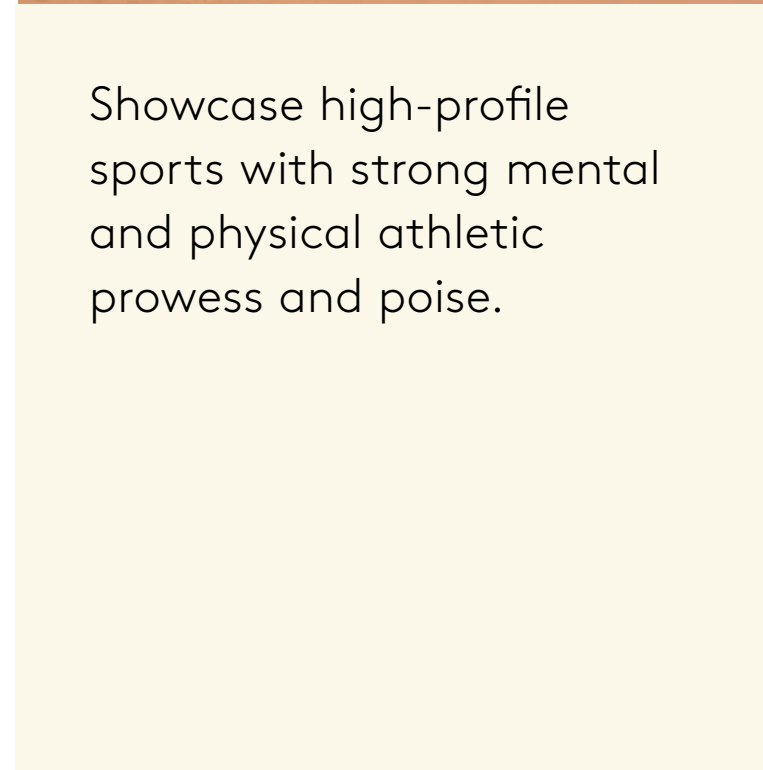 Showcase high-profile
sports with strong mental
and physical athletic
prowess and poise.